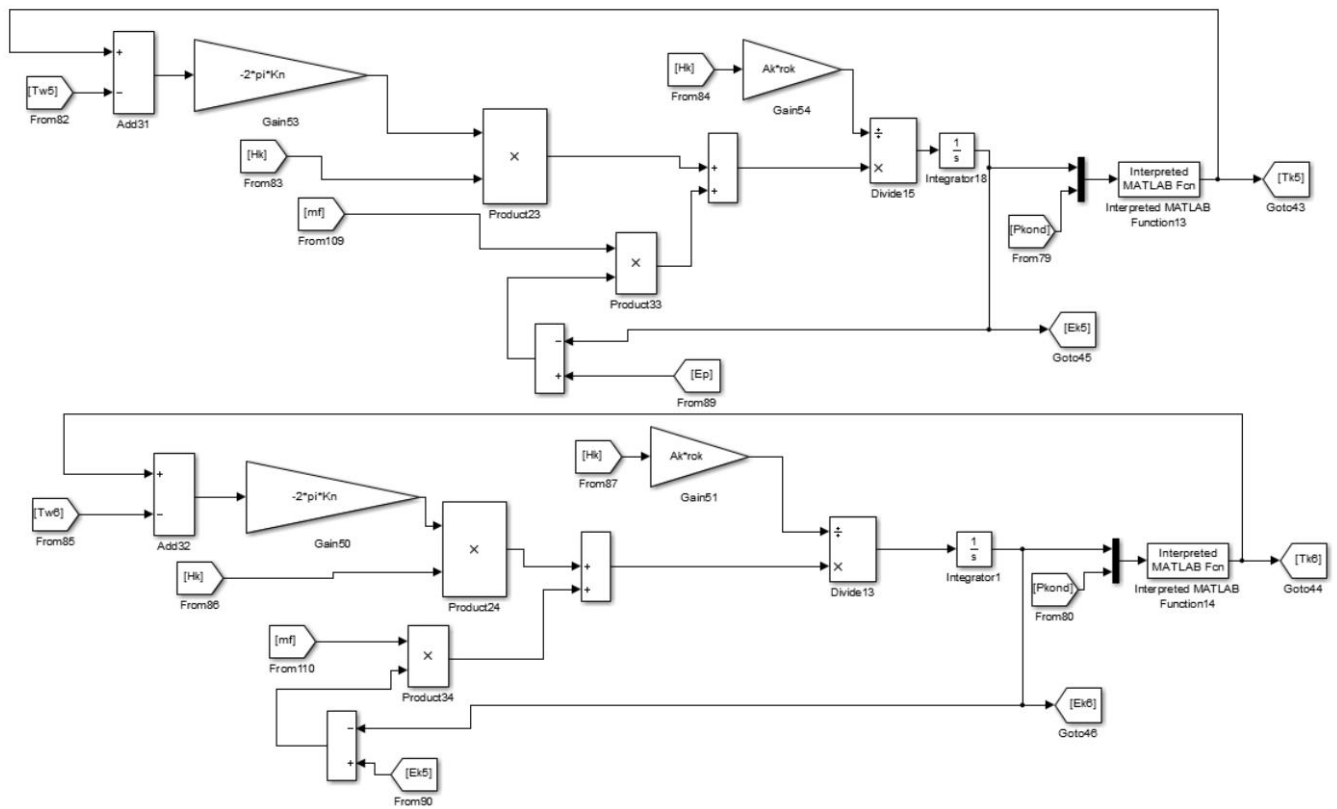 +
[Tw5]
−
From82
Add31
-2*pi*Kn
Gain53
[Hk]
From84
Ak*rok
Gain54
[Hk]
From83
×
Product23
[mf]
From109
×
Product33
+
+
÷
×
Divide15
1
s
Integrator18
[Pkond]
From79
Interpreted
MATLAB Fcn
Interpreted MATLAB
Function13
[Tk5]
Goto43
−
+
[Ep]
From89
[Ek5]
Goto45
+
[Tw6]
−
From85
Add32
-2*pi*Kn
Gain50
[Hk]
From87
Ak*rok
Gain51
[Hk]
From86
×
Product24
[mf]
From110
×
Product34
+
+
÷
×
Divide13
1
s
Integrator1
[Pkond]
From80
Interpreted
MATLAB Fcn
Interpreted MATLAB
Function14
[Tk6]
Goto44
−
+
[Ek5]
From90
[Ek6]
Goto46